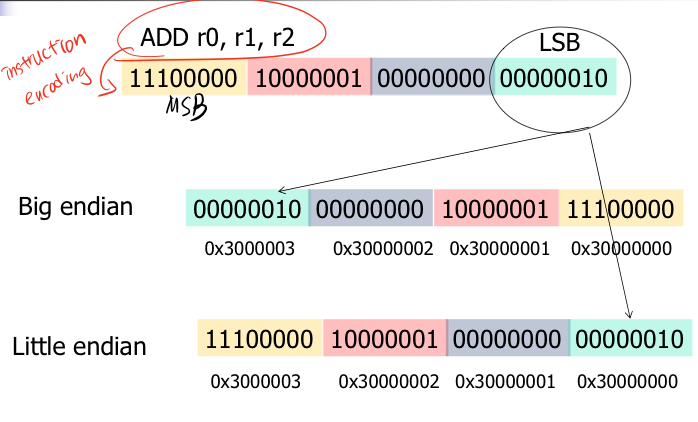 ADD r0, r1, r2
LSB
instruction
encoding
11100000 10000001 00000000 00000010
MSB
Big endian
00000010 00000000 10000001 11100000
0x3000003 0x30000002 0x30000001 0x30000000
Little endian
11100000 10000001 00000000 00000010
0x3000003 0x30000002 0x30000001 0x30000000